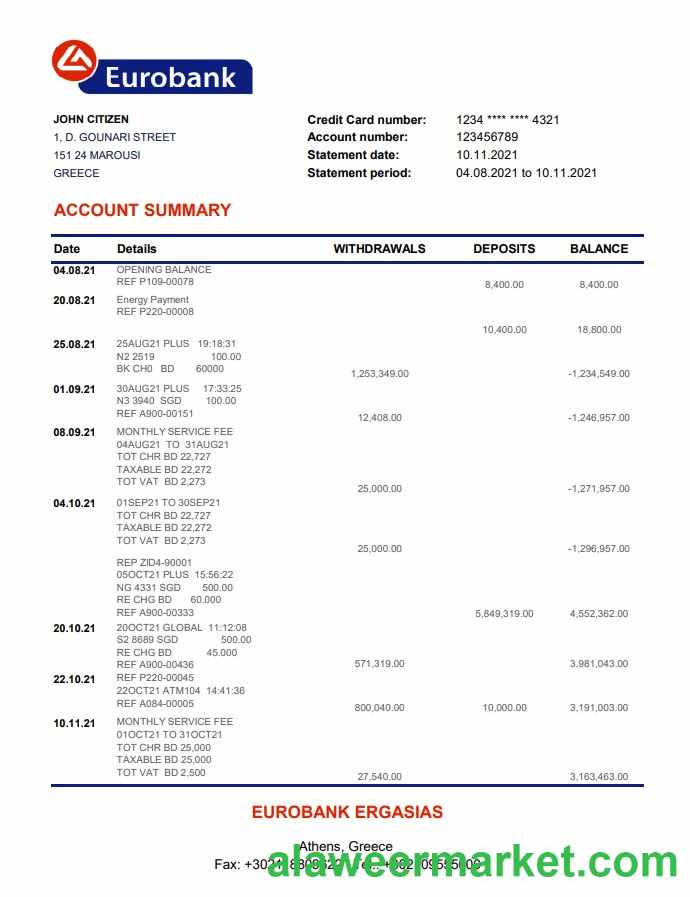 Eurobank
JOHN CITIZEN
1, D. GOUNARI STREET
151 24 MAROUSI
GREECE
Credit Card number: 1234 **** **** 4321
Account number: 123456789
Statement date: 10.11.2021
Statement period: 04.08.2021 to 10.11.2021
ACCOUNT SUMMARY
Date Details WITHDRAWALS DEPOSITS BALANCE
04.08.21 OPENING BALANCE
REF P109-00078
8,400.00 8,400.00
20.08.21 Energy Payment
REF P220-00008
10,400.00 18,800.00
25.08.21 25AUG21 PLUS 19:18:31
N2 2519 100.00
BK CH0 BD 60000
1,253,349.00 -1,234,549.00
01.09.21 30AUG21 PLUS 17:33:25
N3 3940 SGD 100.00
REF A900-00151
12,408.00 -1,246,957.00
08.09.21 MONTHLY SERVICE FEE
04AUG21 TO 31AUG21
TOT CHR BD 22,727
TAXABLE BD 22,272
TOT VAT BD 2,273
25,000.00 -1,271,957.00
04.10.21 01SEP21 TO 30SEP21
TOT CHR BD 22,727
TAXABLE BD 22,272
TOT VAT BD 2,273
25,000.00 -1,296,957.00
REP ZID4-90001
05OCT21 PLUS 15:56:22
NG 4331 SGD 500.00
RE CHG BD 60.000
REF A900-00333 5,849,319.00 4,552,362.00
20.10.21 20OCT21 GLOBAL 11:12:08
S2 8689 SGD 500.00
RE CHG BD 45.000
REF A900-00436 571,319.00 3,981,043.00
22.10.21 REF P220-00045
22OCT21 ATM104 14:41:36
REF A084-00005
800,040.00 10,000.00 3,191,003.00
10.11.21 MONTHLY SERVICE FEE
01OCT21 TO 31OCT21
TOT CHR BD 25,000
TAXABLE BD 25,000
TOT VAT BD 2,500
27,540.00 3,163,463.00
EUROBANK ERGASIAS
Athens, Greece
Fax:
alaweermarket.com